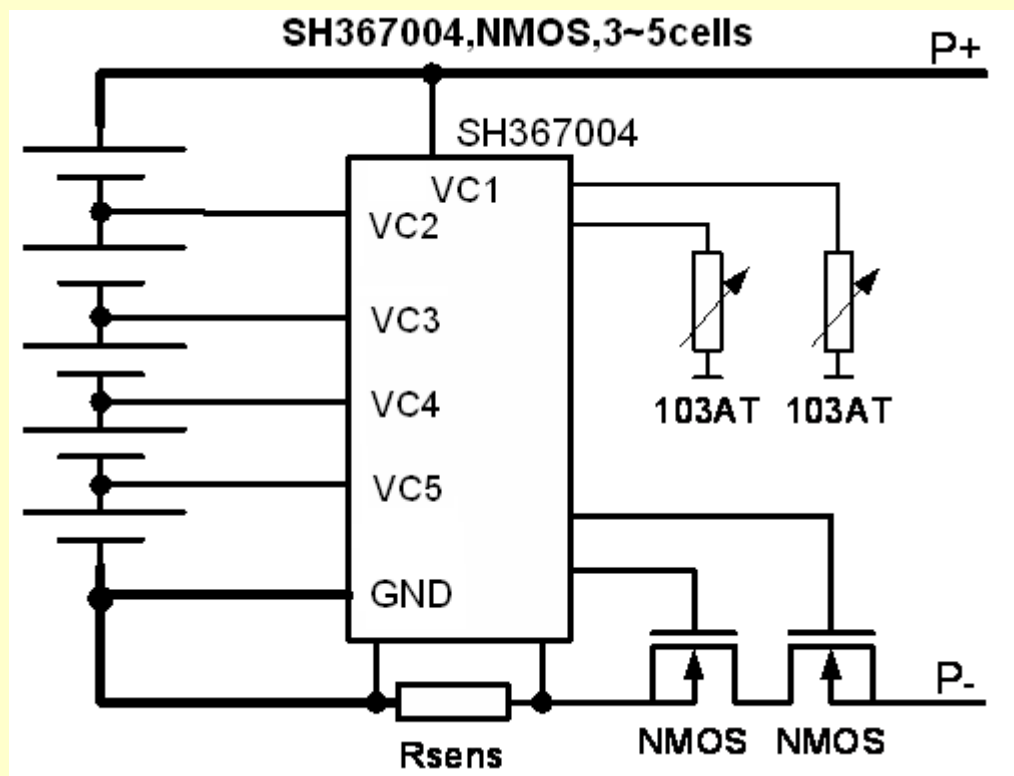 SH367004,NMOS,3~5cells
P+
SH367004
VC1
VC2
VC3
VC4
103AT 103AT
VC5
GND
P-
Rsens
NMOS NMOS